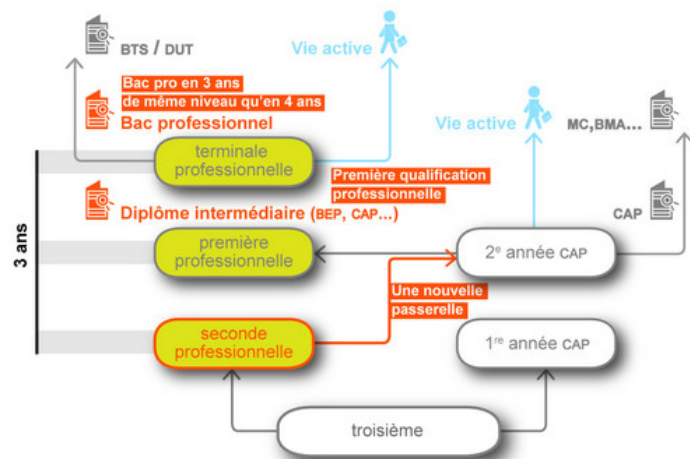 BTS / DUT
Vie active
Bac pro en 3 ans
de même niveau qu'en 4 ans
Bac professionnel
Vie active
MC,BMA...
terminale
professionnelle
Première qualification
professionnelle
Diplôme intermédiaire (BEP, CAP...)
CAP
3 ans
première
professionnelle
2e année CAP
Une nouvelle
passerelle
seconde
professionnelle
1re année CAP
troisième